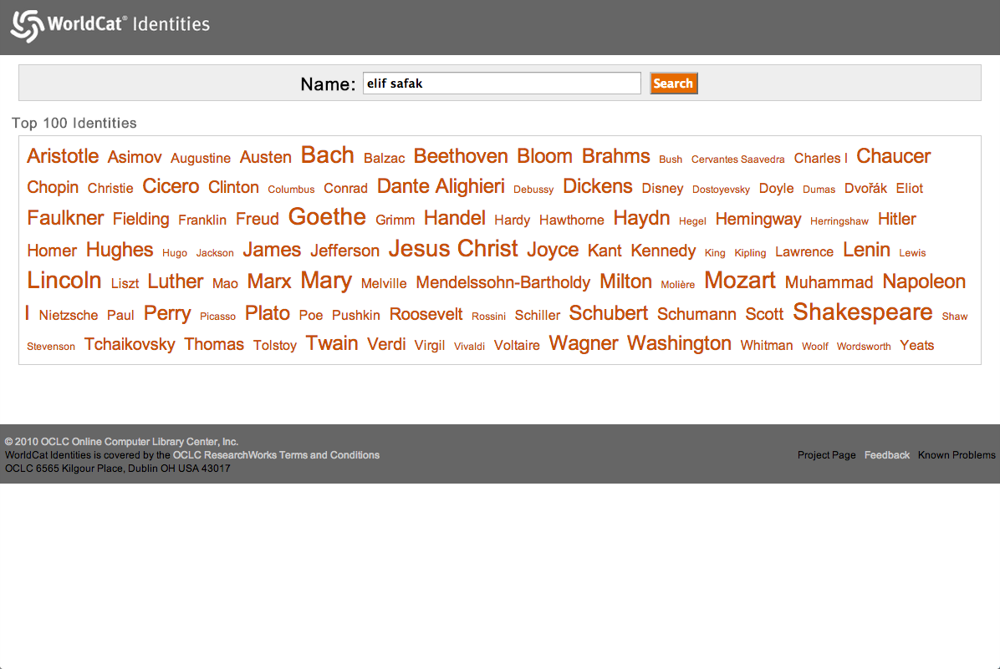 WorldCat® Identities
Name: elif safak Search
Top 100 Identities
Aristotle Asimov Augustine Austen Bach Balzac Beethoven Bloom Brahms Bush Cervantes Saavedra Charles I Chaucer
Chopin Christie Cicero Clinton Columbus Conrad Dante Alighieri Debussy Dickens Disney Dostoyevsky Doyle Dumas Dvořák Eliot
Faulkner Fielding Franklin Freud Goethe Grimm Handel Hardy Hawthorne Haydn Hegel Hemingway Herringshaw Hitler
Homer Hughes Hugo Jackson James Jefferson Jesus Christ Joyce Kant Kennedy King Kipling Lawrence Lenin Lewis
Lincoln Liszt Luther Mao Marx Mary Melville Mendelssohn-Bartholdy Milton Molière Mozart Muhammad Napoleon
I Nietzsche Paul Perry Picasso Plato Poe Pushkin Roosevelt Rossini Schiller Schubert Schumann Scott Shakespeare Shaw
Stevenson Tchaikovsky Thomas Tolstoy Twain Verdi Virgil Vivaldi Voltaire Wagner Washington Whitman Woolf Wordsworth Yeats
© 2010 OCLC Online Computer Library Center, Inc.
WorldCat Identities is covered by the OCLC ResearchWorks Terms and Conditions
Project Page Feedback Known Problems
OCLC 6565 Kilgour Place, Dublin OH USA 43017